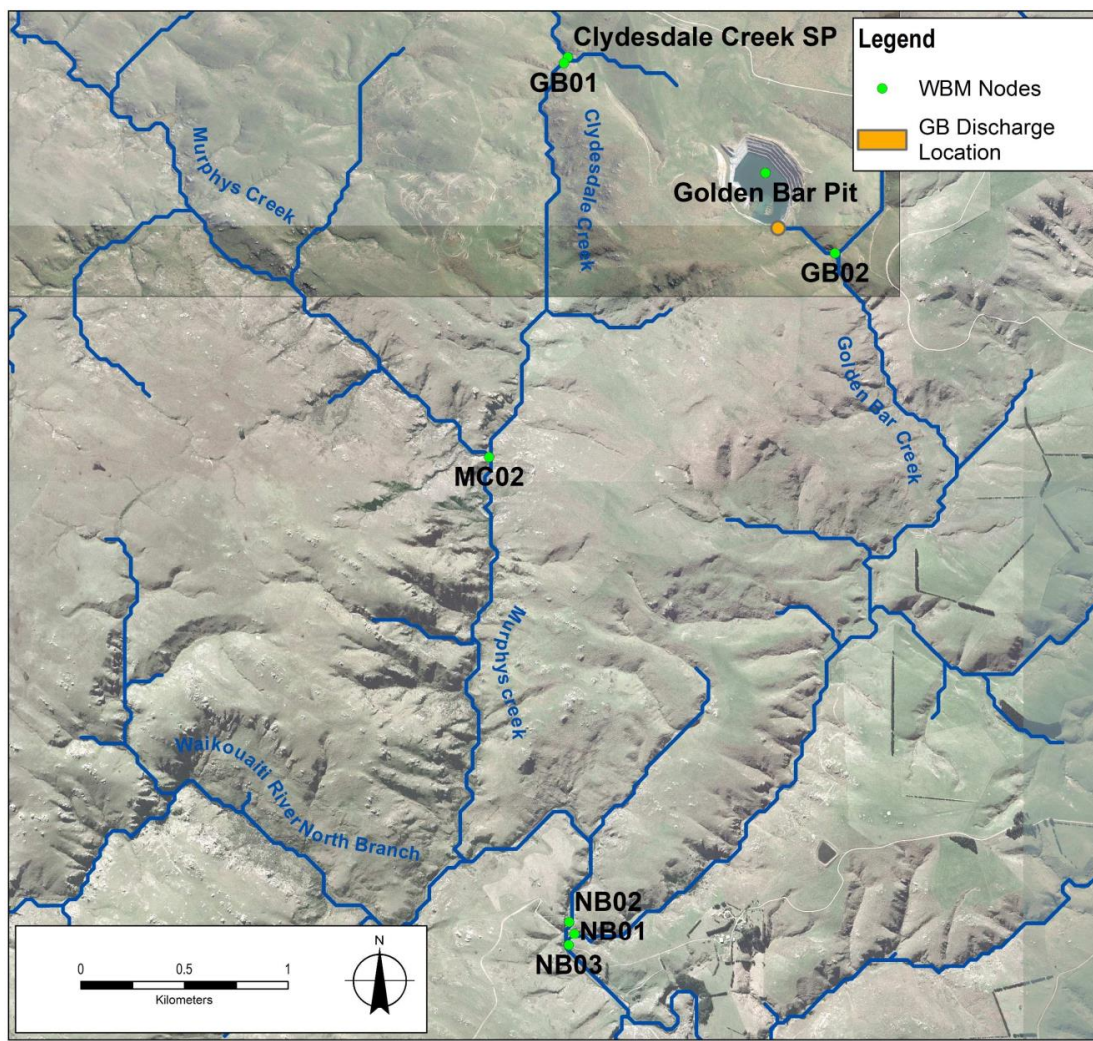 Clydesdale Creek SP
GB01
Legend
WBM Nodes
GB Discharge
Location
Murphys Creek
Clydesdale Creek
Golden Bar Pit
GB02
Golden Bar Creek
MC02
Murphys creek
Waikouaiti River North Branch
NB02
NB01
NB03
0 0.5 1
Kilometers
N